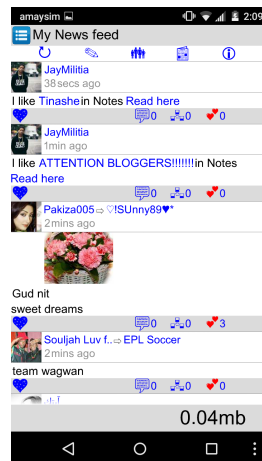 amaysim 2:09
My News feed
JayMilitia
38secs ago
I like Tinashe in Notes Read here
0 0 0
JayMilitia
1min ago
I like ATTENTION BLOGGERS!!!!!!! in Notes
Read here
0 0 0
Pakiza005⇨♡!SUnny89♥*
2mins ago
Gud nit
sweet dreams
0 0 3
Souljah Luv f..⇨EPL Soccer
2mins ago
team wagwan
0 0 0
0.04mb